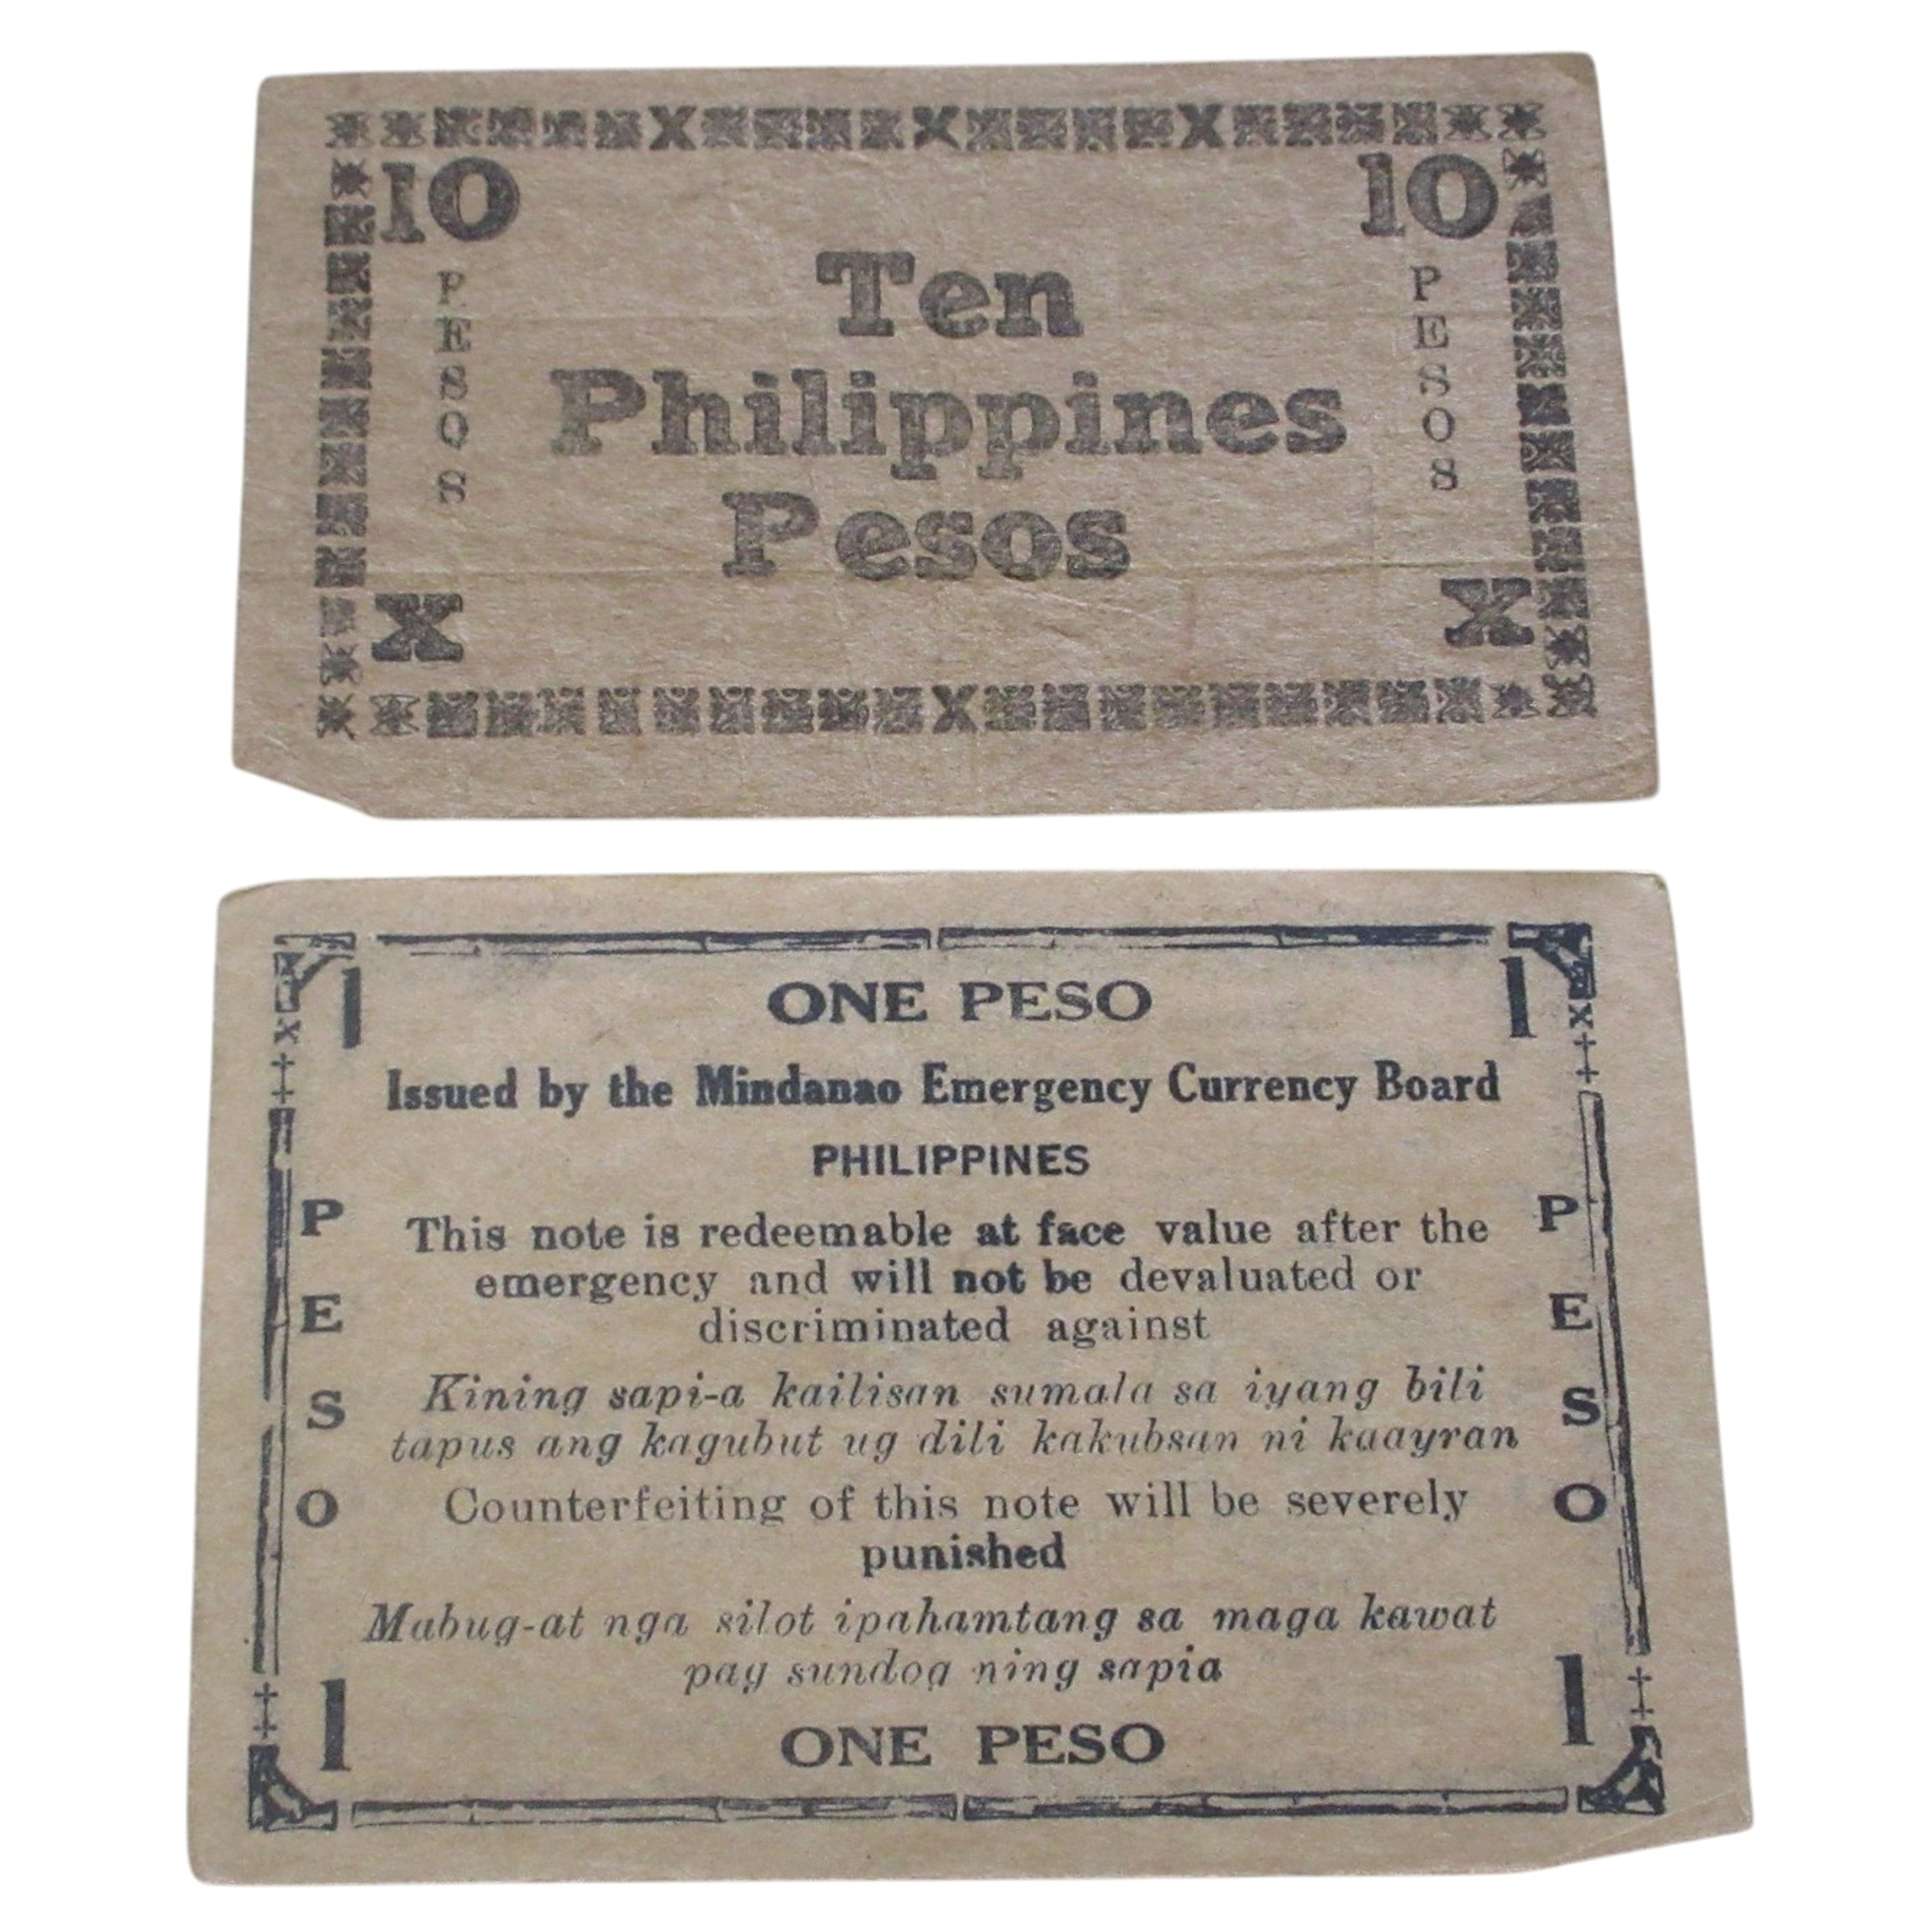 10 10
PESOS PESOS
Ten
Philippines
Pesos
X X
1 1
ONE PESO
Issued by the Mindanao Emergency Currency Board
PHILIPPINES
PESO PESO
This note is redeemable at face value after the
emergency and will not be devaluated or
discriminated against
Kining sapi-a kailisan sumala sa iyang bili
tapus ang kagubut ug dili kakubsan ni kaayran
Counterfeiting of this note will be severely
punished
Mabug-at nga silot ipahamtang sa maga kawat
pag sundog ning sapia
1 1
ONE PESO